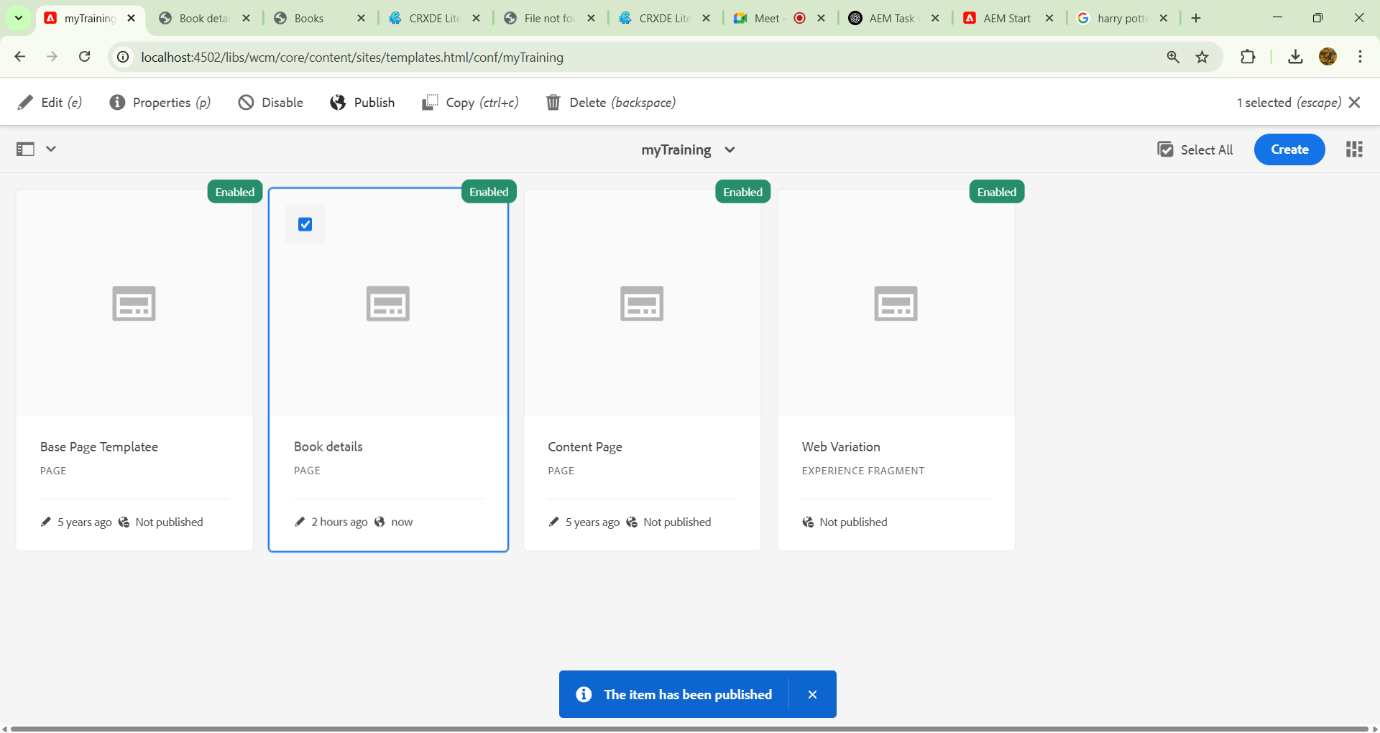 myTraining
Book deta
Books
CRXDE Lite
File not fo
CRXDE Lite
Meet -
AEM Task
AEM Start
harry potte
localhost:4502/libs/wcm/core/content/sites/templates.html/conf/myTraining
Edit (e) Properties (p) Disable Publish Copy (ctrl+c) Delete (backspace) 1 selected (escape)
myTraining Select All Create
Enabled Enabled Enabled Enabled
Base Page Templatee
PAGE
5 years ago Not published
Book details
PAGE
2 hours ago now
Content Page
PAGE
5 years ago Not published
Web Variation
EXPERIENCE FRAGMENT
Not published
The item has been published